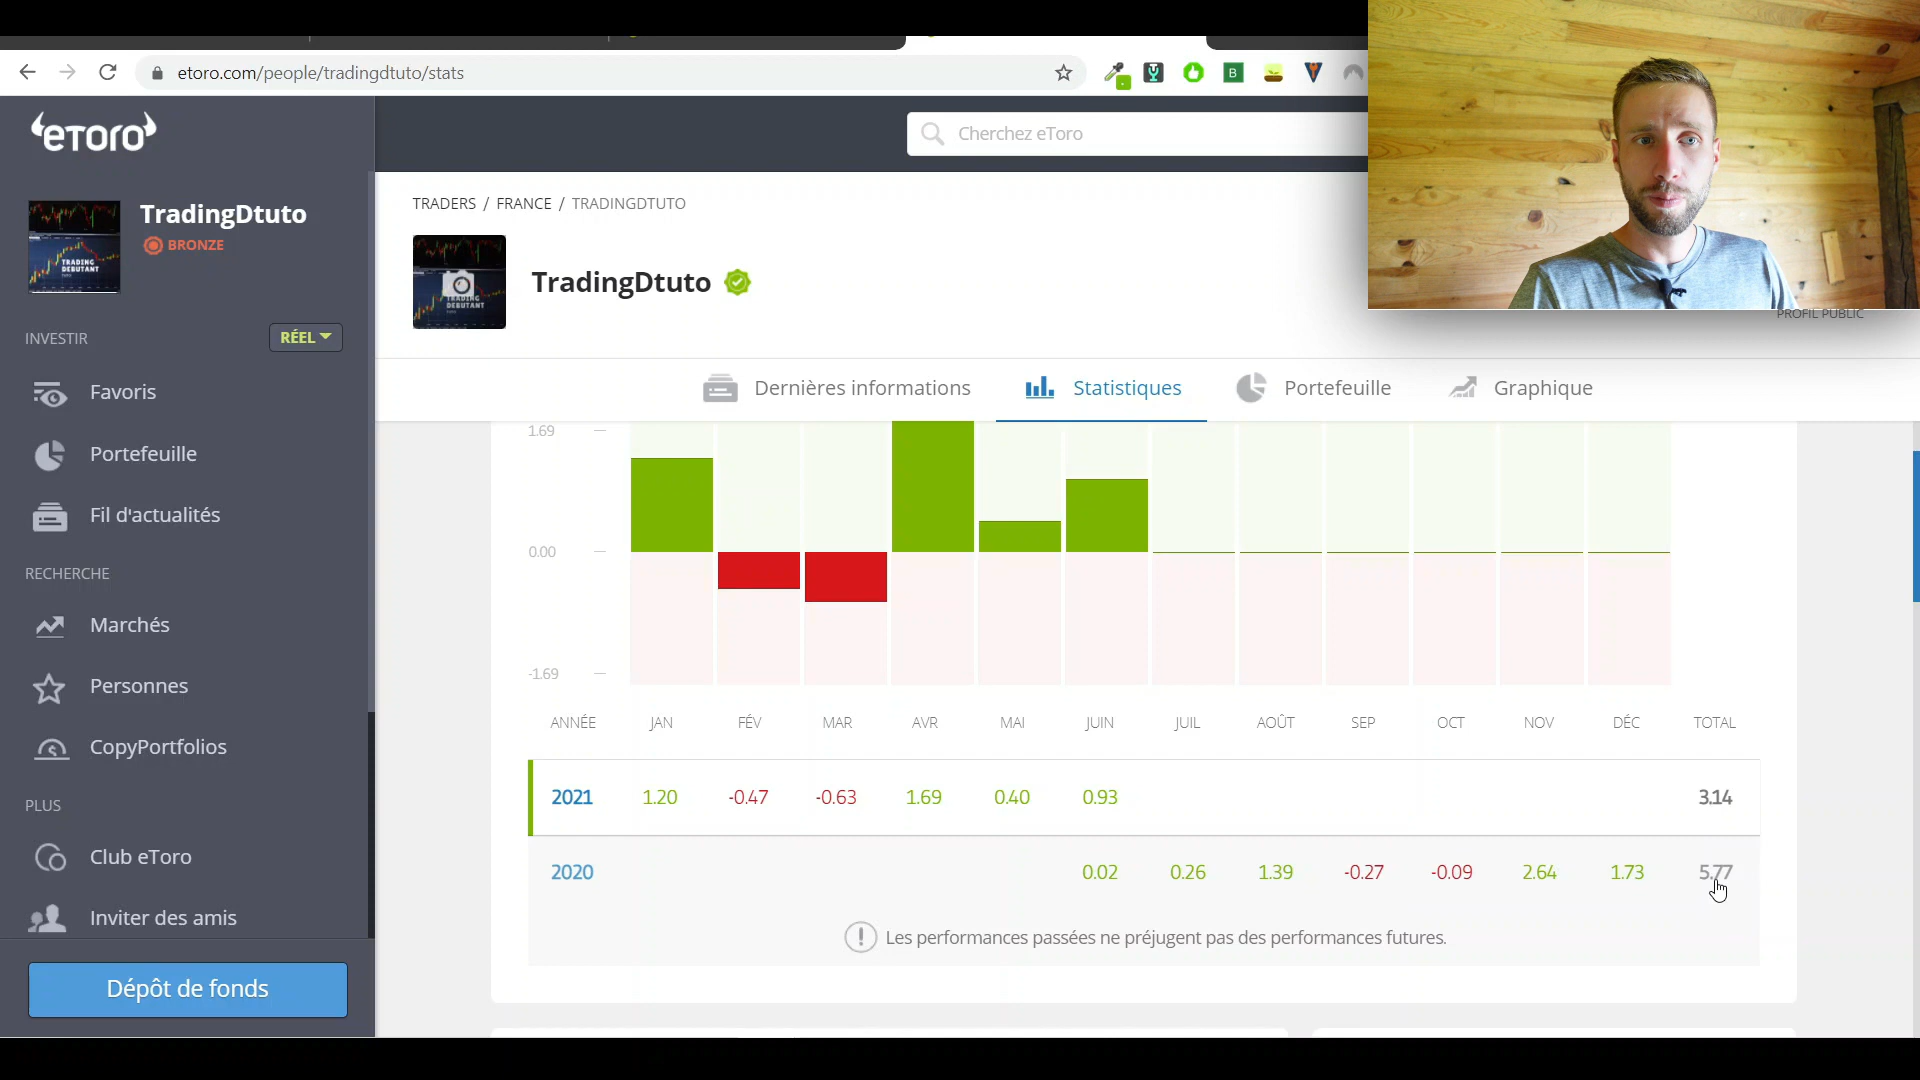 etoro.com/people/tradingdtuto/stats
B
eToro
Cherchez eToro
TradingDtuto
BRONZE
TRADING
DEBUTANT
INVESTIR
RÉEL
Favoris
Portefeuille
Fil d'actualités
RECHERCHE
Marchés
Personnes
CopyPortfolios
PLUS
Club eToro
Inviter des amis
Dépôt de fonds
TRADERS / FRANCE / TRADINGDTUTO
TRADING
DEBUTANT
TradingDtuto
PROFIL PUBLIC
Dernières informations
Statistiques
Portefeuille
Graphique
1.69
0.00
-1.69
ANNÉE JAN FÉV MAR AVR MAI JUIN JUIL AOÛT SEP OCT NOV DÉC TOTAL
2021 1.20 -0.47 -0.63 1.69 0.40 0.93 3.14
2020 0.02 0.26 1.39 -0.27 -0.09 2.64 1.73 5.77
Les performances passées ne préjugent pas des performances futures.